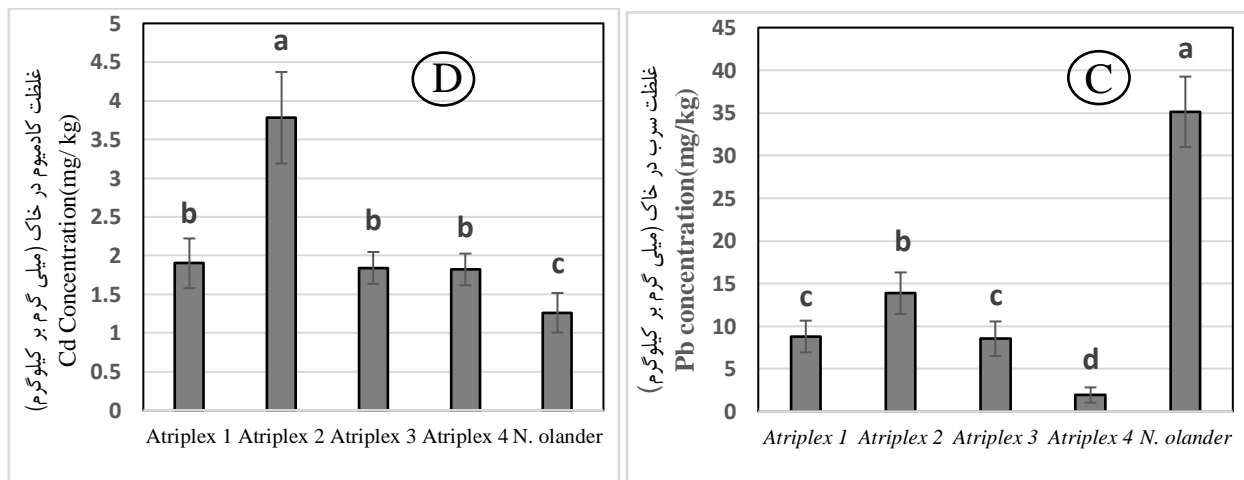 غلظت کادمیوم در خاک (میلی گرم بر کیلوگرم)
Cd Concentration(mg/ kg)
5
4.5
4
3.5
3
2.5
2
1.5
1
0.5
0
D
b
a
b
b
c
Atriplex 1 Atriplex 2 Atriplex 3 Atriplex 4 N. olander
غلظت سرب در خاک (میلی گرم بر کیلوگرم)
Pb concentration(mg/kg)
45
40
35
30
25
20
15
10
5
0
C
c
b
c
d
a
Atriplex 1 Atriplex 2 Atriplex 3 Atriplex 4 N. olander